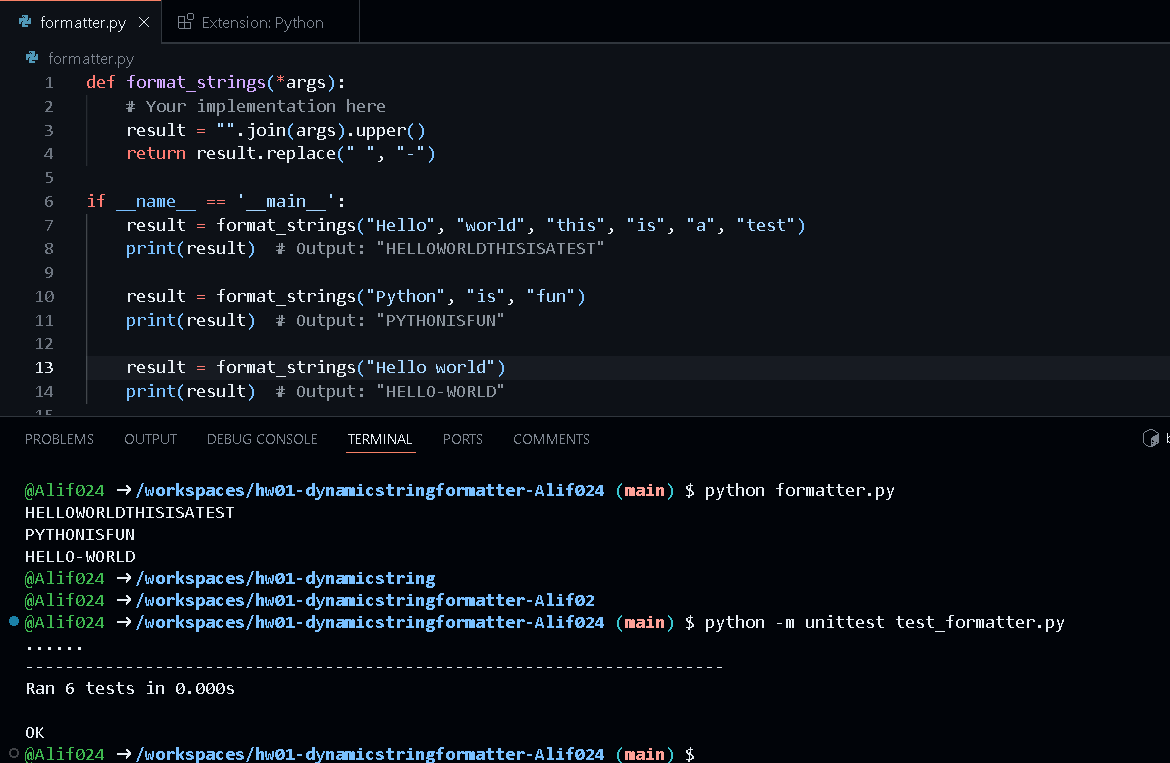 formatter.py
Extension: Python
formatter.py
1 def format_strings(*args):
2     # Your implementation here
3     result = "".join(args).upper()
4     return result.replace(" ", "-")
5
6 if __name__ == '__main__':
7     result = format_strings("Hello", "world", "this", "is", "a", "test")
8     print(result)  # Output: "HELLOWORLDTHISISATEST"
9
10     result = format_strings("Python", "is", "fun")
11     print(result)  # Output: "PYTHONISFUN"
12
13     result = format_strings("Hello world")
14     print(result)  # Output: "HELLO-WORLD"
15
PROBLEMS OUTPUT DEBUG CONSOLE TERMINAL PORTS COMMENTS b
@Alif024 ➜ /workspaces/hw01-dynamicstringformatter-Alif024 (main) $ python formatter.py
HELLOWORLDTHISISATEST
PYTHONISFUN
HELLO-WORLD
@Alif024 ➜ /workspaces/hw01-dynamicstring
@Alif024 ➜ /workspaces/hw01-dynamicstringformatter-Alif02
@Alif024 ➜ /workspaces/hw01-dynamicstringformatter-Alif024 (main) $ python -m unittest test_formatter.py
......
----------------------------------------------------------------------
Ran 6 tests in 0.000s

OK
@Alif024 ➜ /workspaces/hw01-dynamicstringformatter-Alif024 (main) $